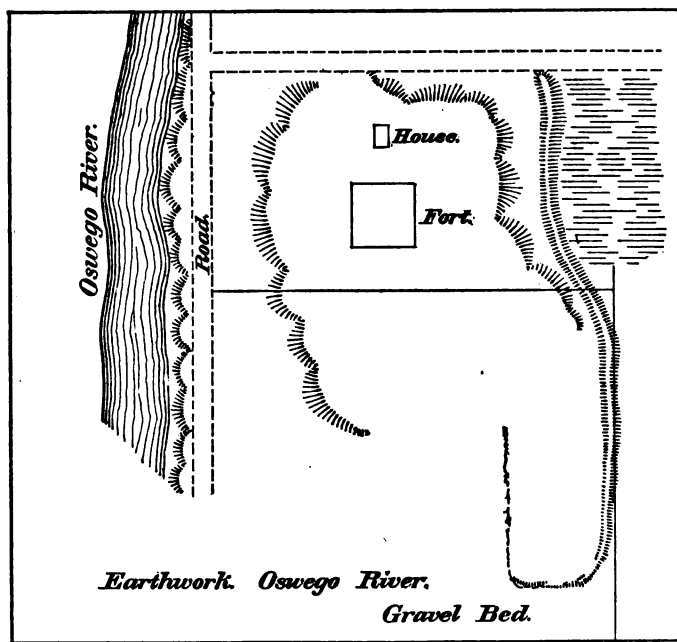 Oswego River.
Road.
House.
Fort.
Earthwork. Oswego River.
Gravel Bed.